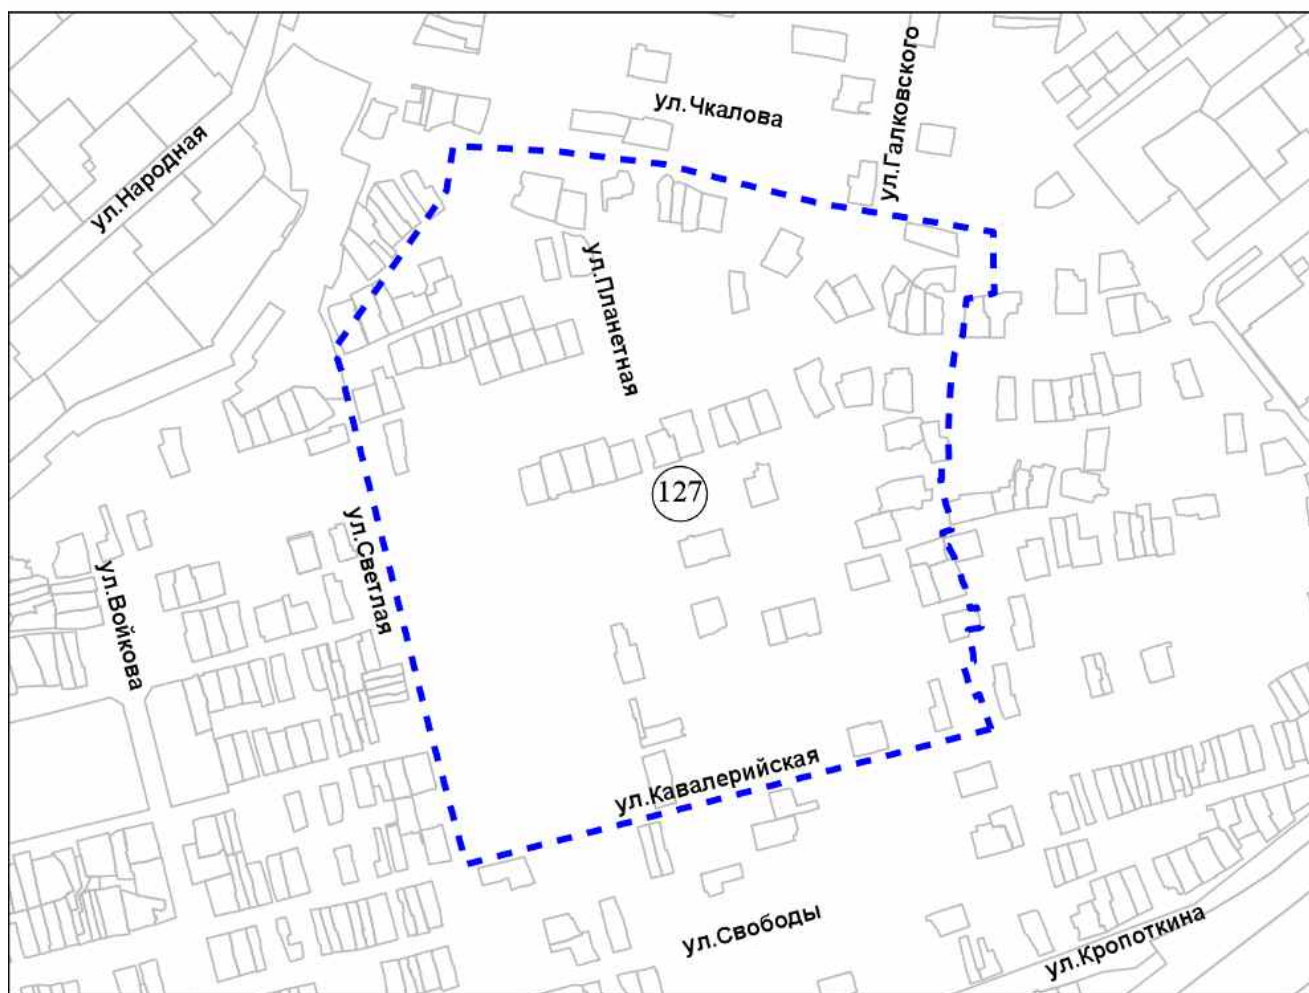 ул.Галковского
ул.Чкалова
ул.Народная
ул.Планетная
127
ул.Светлая
ул.Войкова
ул.Кавалерийская
ул.Свободы
ул.Кропоткина